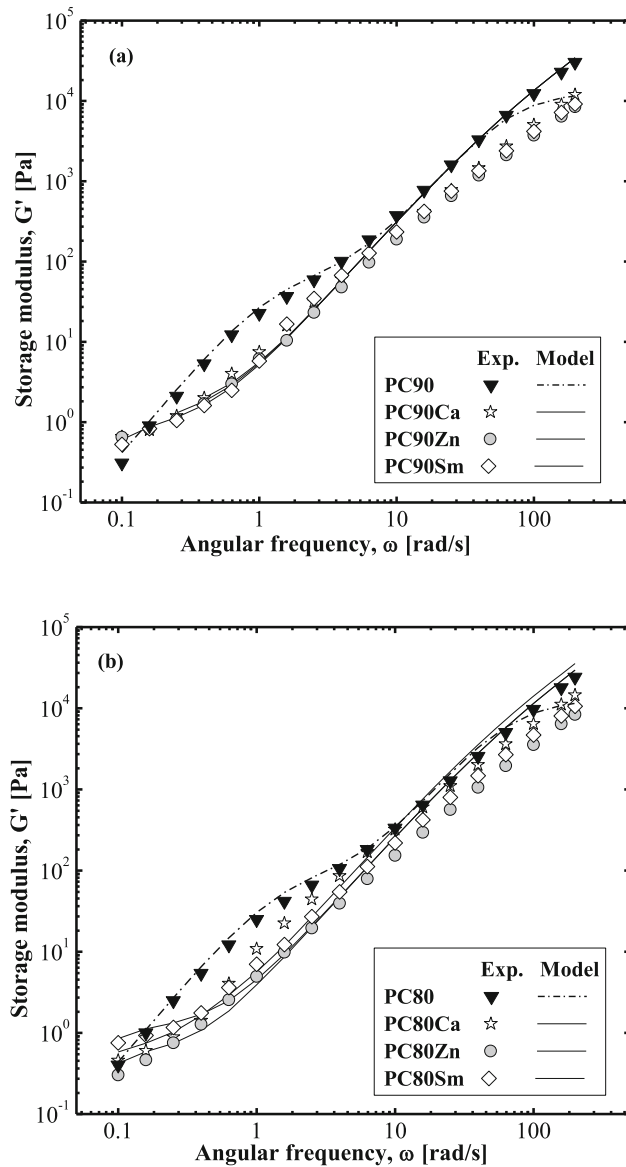 10^5
(a)
10^4
10^3
10^2
10^1
10^0
10^-1
Storage modulus, G' [Pa]
Exp. Model
PC90
PC90Ca
PC90Zn
PC90Sm
0.1 1 10 100
Angular frequency, ω [rad/s]
10^5
(b)
10^4
10^3
10^2
10^1
10^0
10^-1
Storage modulus, G' [Pa]
Exp. Model
PC80
PC80Ca
PC80Zn
PC80Sm
0.1 1 10 100
Angular frequency, ω [rad/s]